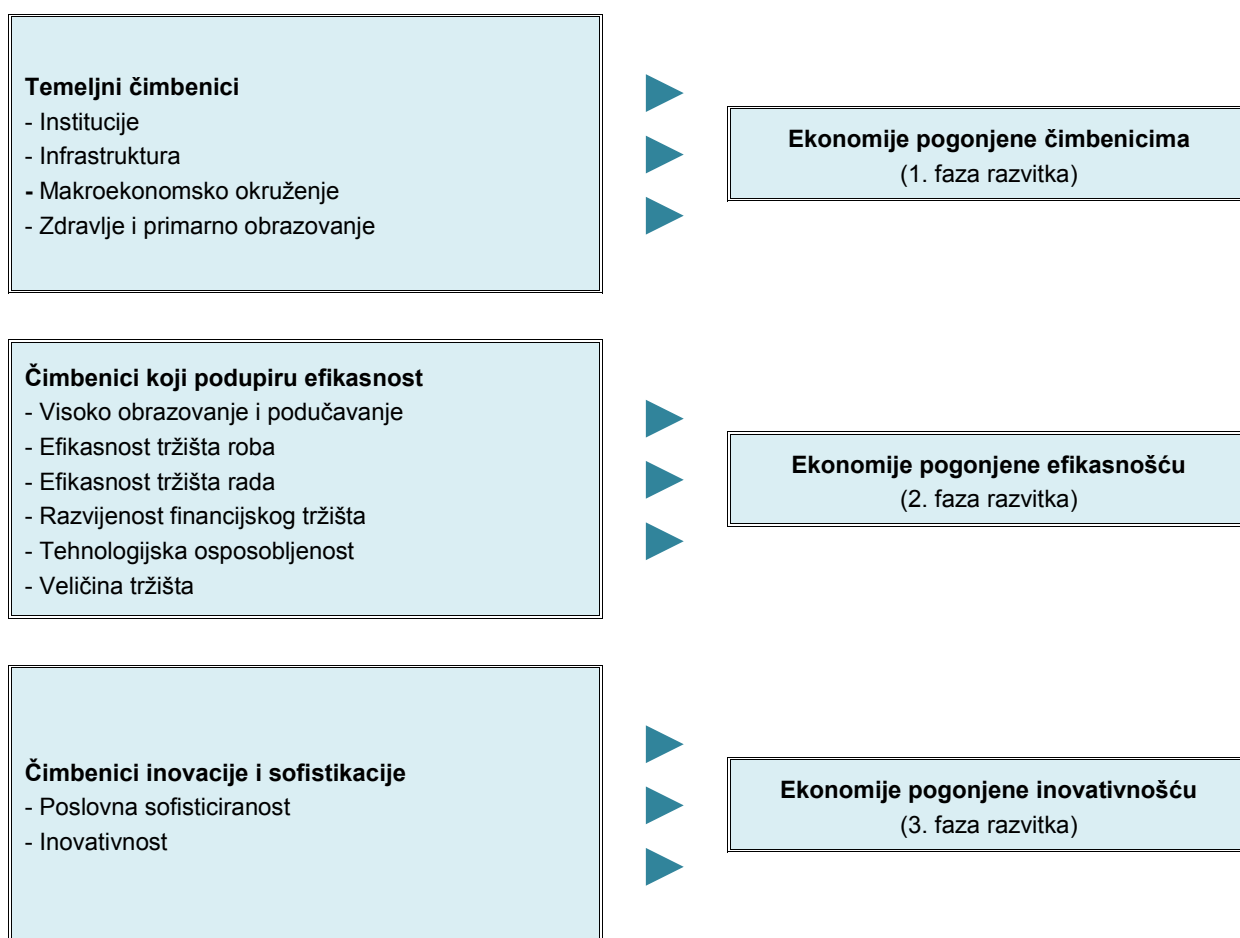 Temeljni čimbenici
- Institucije
- Infrastruktura
- Makroekonomsko okruženje
- Zdravlje i primarno obrazovanje
Ekonomije pogonjene čimbenicima
(1. faza razvitka)
Čimbenici koji podupiru efikasnost
- Visoko obrazovanje i podučavanje
- Efikasnost tržišta roba
- Efikasnost tržišta rada
- Razvijenost financijskog tržišta
- Tehnologijska osposobljenost
- Veličina tržišta
Ekonomije pogonjene efikasnošću
(2. faza razvitka)
Čimbenici inovacije i sofistikacije
- Poslovna sofisticiranost
- Inovativnost
Ekonomije pogonjene inovativnošću
(3. faza razvitka)